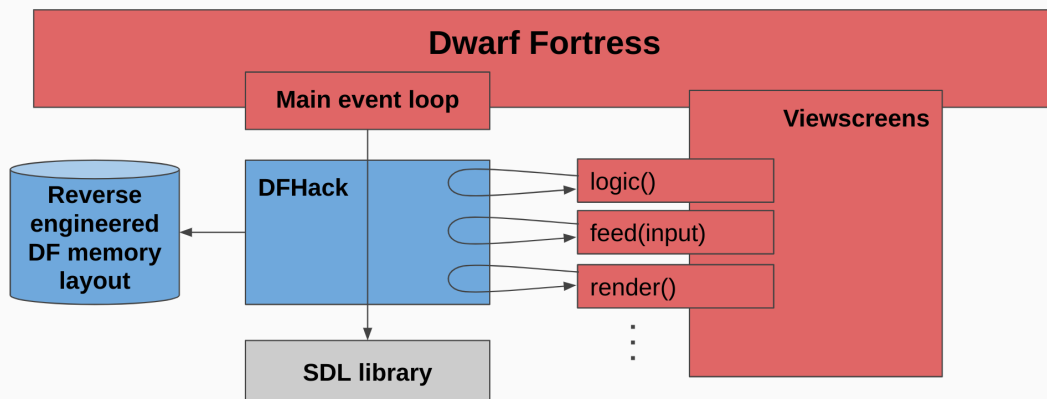 Dwarf Fortress
Main event loop
Viewscreens
DFHack
logic()
Reverse
engineered
DF memory
layout
feed(input)
render()
SDL library